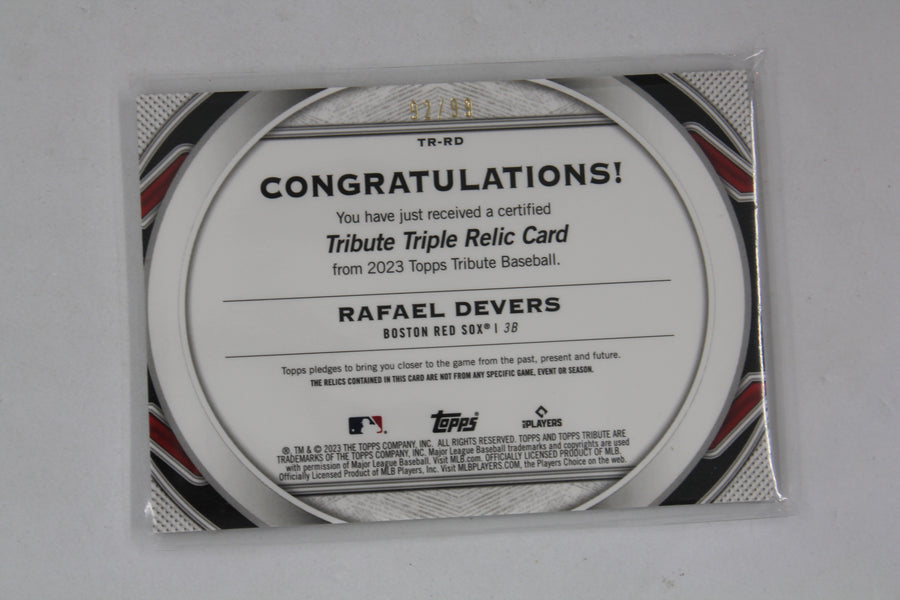 92/99
TR-RD
CONGRATULATIONS!
You have just received a certified
Tribute Triple Relic Card
from 2023 Topps Tribute Baseball.
RAFAEL DEVERS
BOSTON RED SOX® | 3B
Topps pledges to bring you closer to the game from the past, present and future.
THE RELICS CONTAINED IN THIS CARD ARE NOT FROM ANY SPECIFIC GAME, EVENT OR SEASON.
topps® PLAYERS
®, TM & © 2023 THE TOPPS COMPANY, INC. ALL RIGHTS RESERVED. TOPPS AND TOPPS TRIBUTE ARE
TRADEMARKS OF THE TOPPS COMPANY, INC. Major League Baseball trademarks and copyrights are used
with permission of Major League Baseball. Visit MLB.com. OFFICIALLY LICENSED PRODUCT OF MLB.
Officially Licensed Product of MLB Players, Inc. Visit MLBPLAYERS.COM, the Players Choice on the web.